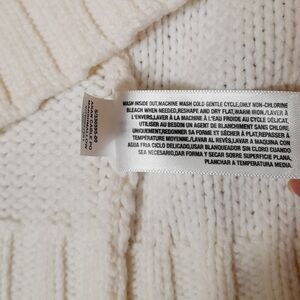 WASH INSIDE OUT,MACHINE WASH COLD-GENTLE CYCLE,ONLY NON-CHLORINE
BLEACH WHEN NEEDED,RESHAPE AND DRY FLAT,WARM IRON./LAVER À
L'ENVERS,LAVER À LA MACHINE À L'EAU FROIDE AU CYCLE DÉLICAT,
UTILISER AU BESOIN UN AGENT DE BLANCHIMENT SANS CHLORE,
UNIQUEMENT,REDONNER SA FORME ET SÉCHER À PLAT,REPASSER À
TEMPÉRATURE MOYENNE./LAVAR AL REVÉS,LAVAR A MAQUINA CON
AGUA FRIA CICLO DELICADO,USAR BLANQUEADOR SIN CLORO CUANDO
SEA NECESARIO,DAR FORMA Y SECAR SOBRE SUPERFICIE PLANA,
PLANCHAR A TEMPERATURA MEDIA.